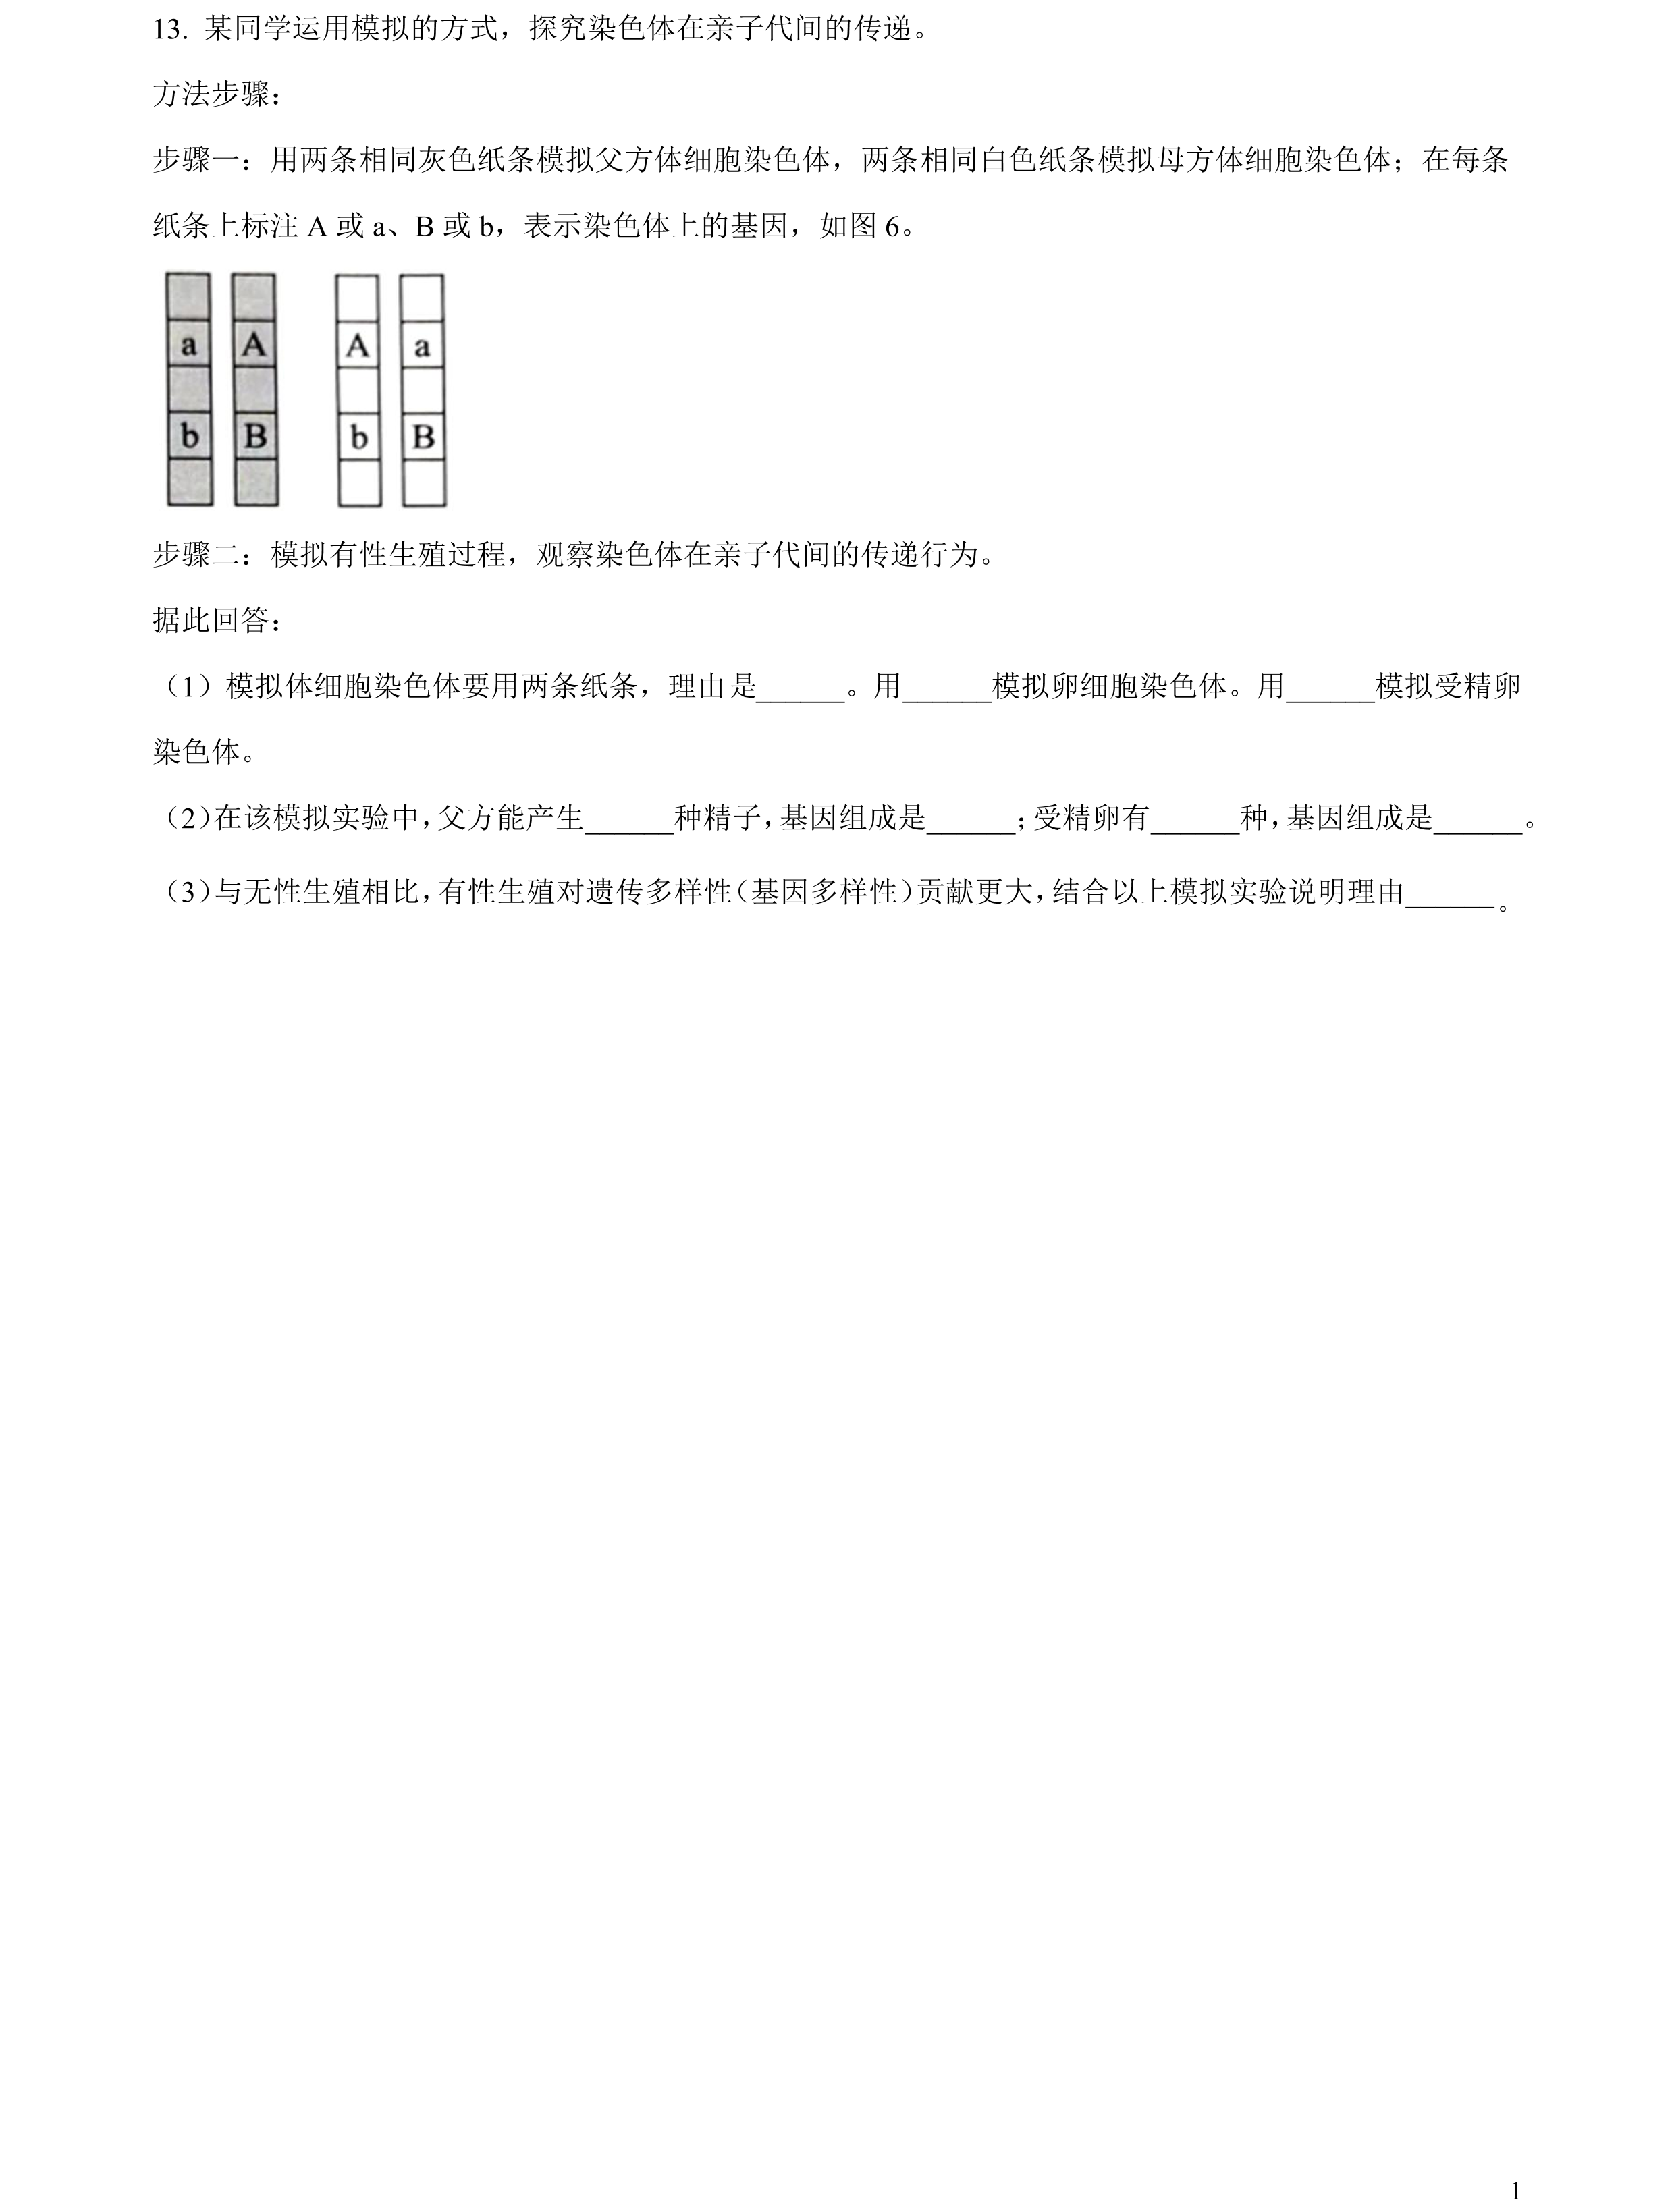 13. 某同学运用模拟的方式，探究染色体在亲子代间的传递。
方法步骤：
步骤一：用两条相同灰色纸条模拟父方体细胞染色体，两条相同白色纸条模拟母方体细胞染色体；在每条
纸条上标注 A 或 a、B 或 b，表示染色体上的基因，如图 6。
a A A a
b B b B
步骤二：模拟有性生殖过程，观察染色体在亲子代间的传递行为。
据此回答：
（1）模拟体细胞染色体要用两条纸条，理由是______。用______模拟卵细胞染色体。用______模拟受精卵
染色体。
（2）在该模拟实验中，父方能产生______种精子，基因组成是______；受精卵有______种，基因组成是______。
（3）与无性生殖相比，有性生殖对遗传多样性（基因多样性）贡献更大，结合以上模拟实验说明理由______。
1